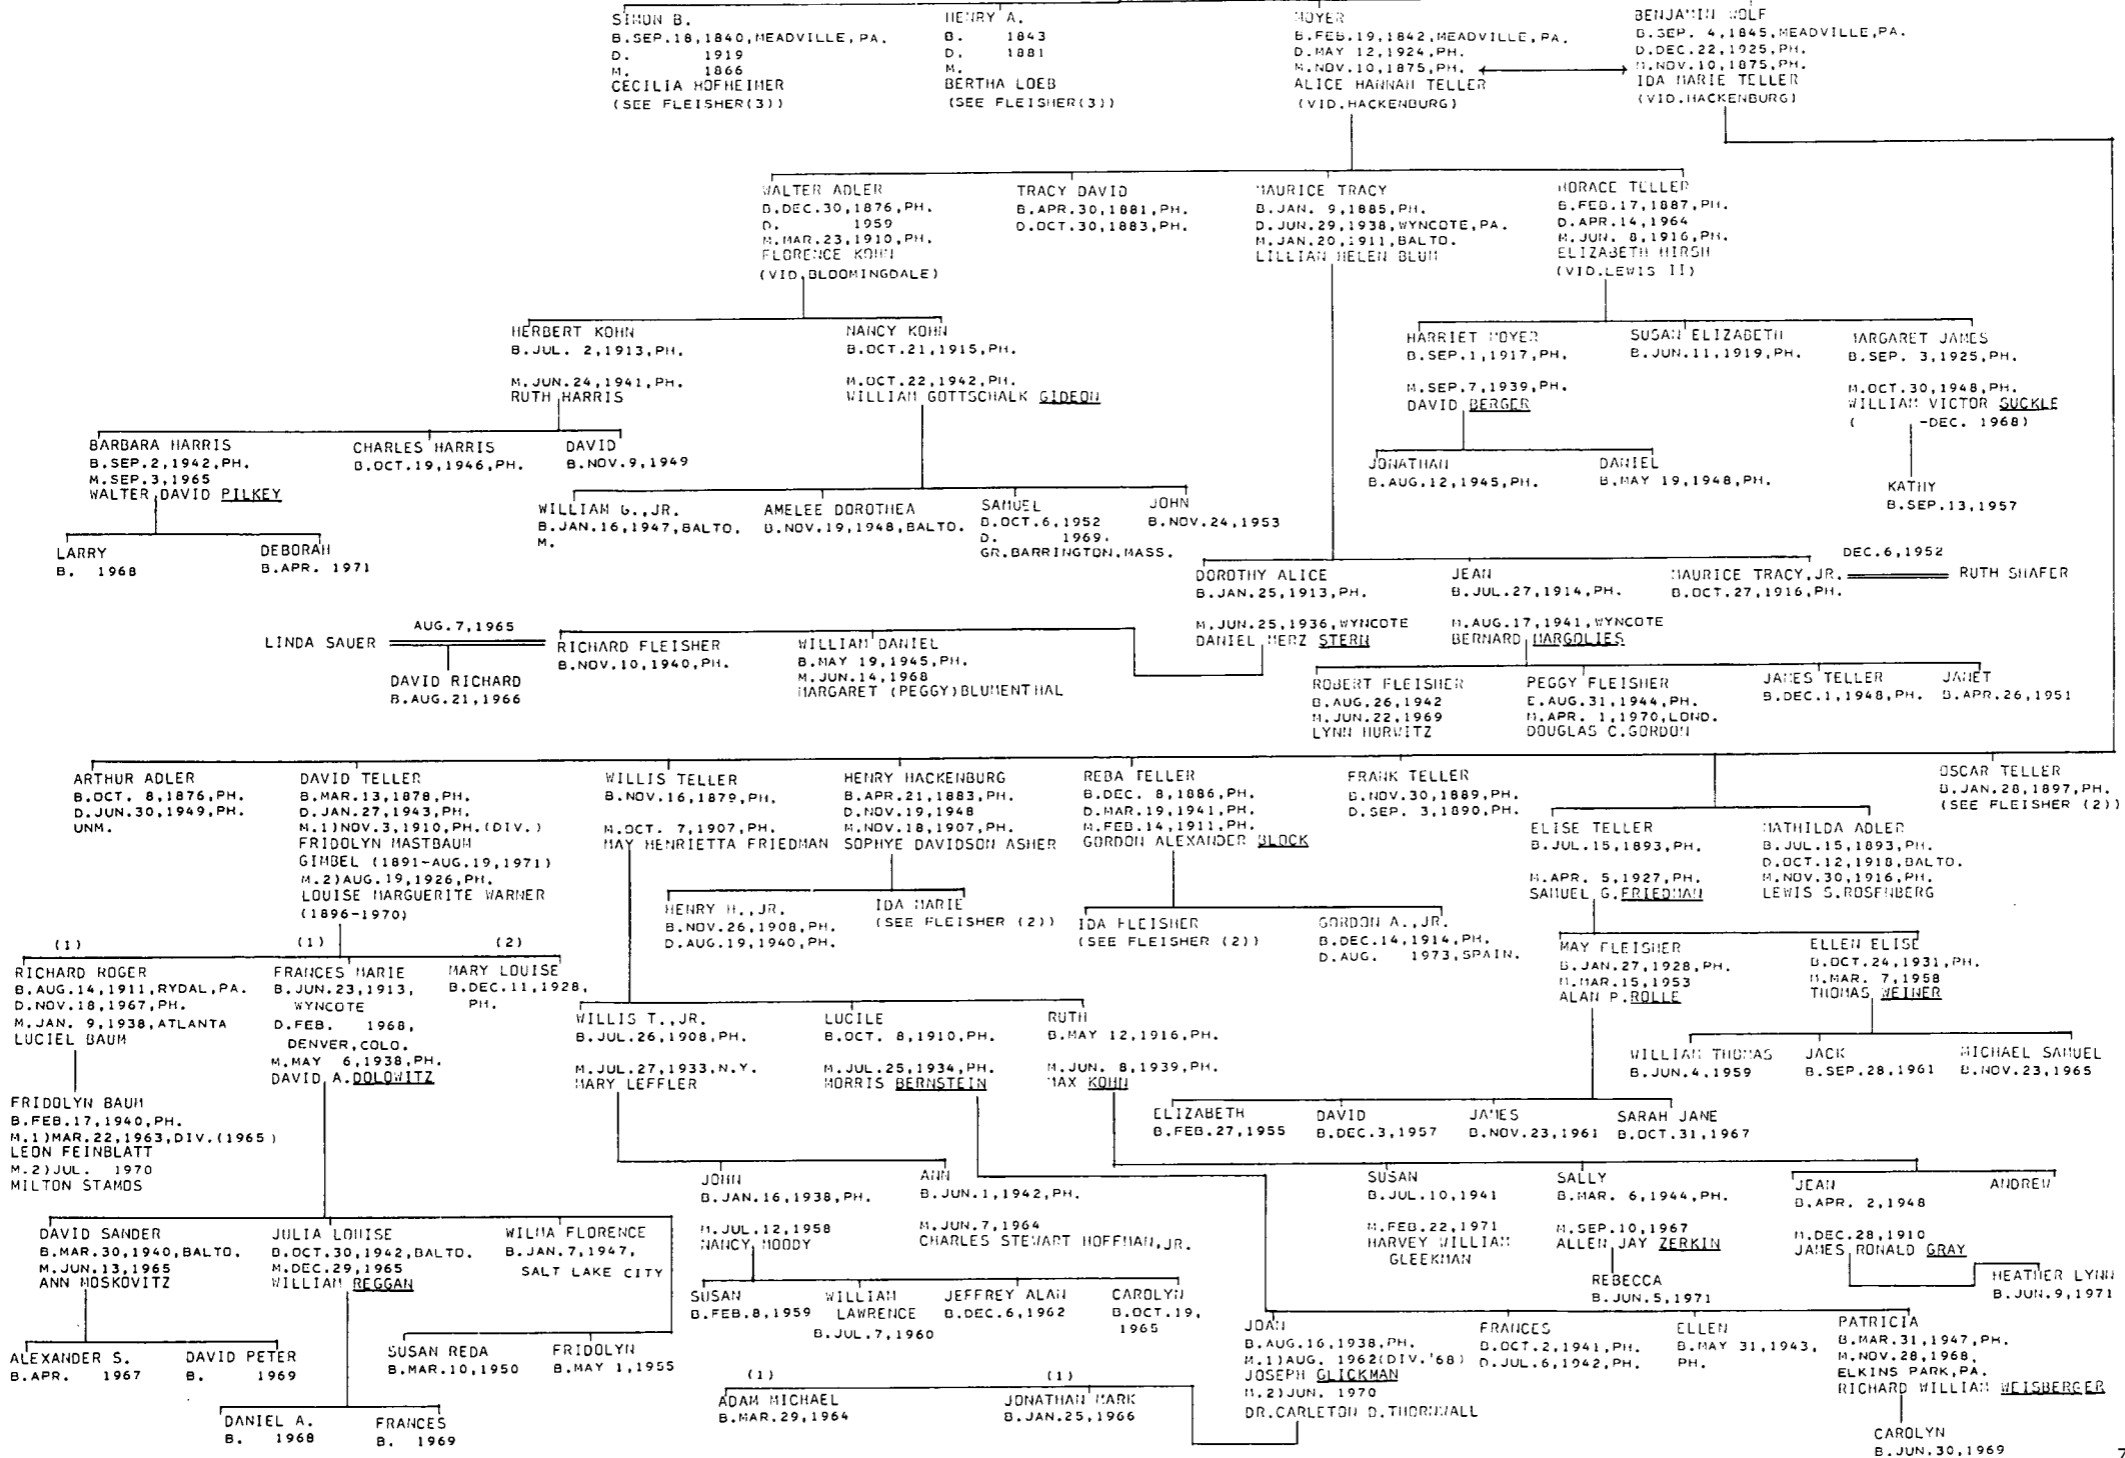 SIMON B.
B.SEP.18,1840,MEADVILLE,PA.
D. 1919
M. 1866
CECILIA HOFHEIMER
(SEE FLEISHER(3))
HENRY A.
B. 1843
D. 1881
M.
BERTHA LOEB
(SEE FLEISHER(3))
MOYER
B.FEB.19,1842,MEADVILLE,PA.
D.MAY 12,1924,PH.
M.NOV.10,1875,PH.
ALICE HANNAH TELLER
(VID.HACKENBURG)
BENJAMIN WOLF
B.SEP. 4,1845,MEADVILLE,PA.
D.DEC.22,1925,PH.
M.NOV.10,1875,PH.
IDA MARIE TELLER
(VID.HACKENBURG)
WALTER ADLER
B.DEC.30,1876,PH.
D. 1959
M.MAR.23,1910,PH.
FLORENCE KOHN
(VID.BLOOMINGDALE)
TRACY DAVID
B.APR.30,1881,PH.
D.OCT.30,1883,PH.
MAURICE TRACY
B.JAN. 9,1885,PH.
D.JUN.29,1938,WYNCOTE,PA.
M.JAN.20,1911,BALTO.
LILLIAN HELEN BLUM
HORACE TELLER
B.FEB.17,1887,PH.
D.APR.14,1964
M.JUN. 8,1916,PH.
ELIZABETH HIRSH
(VID.LEWIS II)
HERBERT KOHN
B.JUL. 2,1913,PH.
M.JUN.24,1941,PH.
RUTH HARRIS
NANCY KOHN
B.OCT.21,1915,PH.
M.OCT.22,1942,PH.
WILLIAM GOTTSCHALK GIDEON
HARRIET MOYER
B.SEP.1,1917,PH.
M.SEP.7,1939,PH.
DAVID BERGER
SUSAN ELIZABETH
B.JUN.11,1919,PH.
MARGARET JAMES
B.SEP. 3,1925,PH.
M.OCT.30,1948,PH.
WILLIAM VICTOR SUCKLE
( -DEC. 1968)
BARBARA HARRIS
B.SEP.2,1942,PH.
M.SEP.3,1965
WALTER DAVID PILKEY
CHARLES HARRIS
B.OCT.19,1946,PH.
DAVID
B.NOV.9,1949
JONATHAN
B.AUG.12,1945,PH.
DANIEL
B.MAY 19,1948,PH.
KATHY
B.SEP.13,1957
WILLIAM G.,JR.
B.JAN.16,1947,BALTO.
M.
AMELEE DOROTHEA
B.NOV.19,1948,BALTO.
SAMUEL
B.OCT.6,1952
D. 1969.
GR.BARRINGTON,MASS.
JOHN
B.NOV.24,1953
LARRY
B. 1968
DEBORAH
B.APR. 1971
DOROTHY ALICE
B.JAN.25,1913,PH.
M.JUN.25,1936,WYNCOTE
DANIEL MERZ STERN
JEAN
B.JUL.27,1914,PH.
M.AUG.17,1941,WYNCOTE
BERNARD MARGOLIES
MAURICE TRACY,JR.
B.OCT.27,1916,PH.
DEC.6,1952
RUTH SHAFER
LINDA SAUER
AUG.7,1965
RICHARD FLEISHER
B.NOV.10,1940,PH.
DAVID RICHARD
B.AUG.21,1966
WILLIAM DANIEL
B.MAY 19,1945,PH.
M.JUN.14,1968
MARGARET (PEGGY)BLUMENTHAL
ROBERT FLEISHER
B.AUG.26,1942
M.JUN.22,1969
LYNN HURWITZ
PEGGY FLEISHER
E.AUG.31,1944,PH.
M.APR. 1,1970,LOND.
DOUGLAS C.GORDON
JAMES TELLER
B.DEC.1,1948,PH.
JANET
B.APR.26,1951
ARTHUR ADLER
B.OCT. 8,1876,PH.
D.JUN.30,1949,PH.
UNM.
DAVID TELLER
B.MAR.13,1878,PH.
D.JAN.27,1943,PH.
M.1)NOV.3,1910,PH.(DIV.)
FRIDOLYN MASTBAUM
GIMBEL (1891-AUG.19,1971)
M.2)AUG.19,1926,PH.
LOUISE MARGUERITE WARNER
(1896-1970)
WILLIS TELLER
B.NOV.16,1879,PH.
M.OCT. 7,1907,PH.
MAY HENRIETTA FRIEDMAN
HENRY HACKENBURG
B.APR.21,1883,PH.
D.NOV.19,1948
M.NOV.18,1907,PH.
SOPHYE DAVIDSON ASHER
REBA TELLER
B.DEC. 8,1886,PH.
D.MAR.19,1941,PH.
M.FEB.14,1911,PH.
GORDON ALEXANDER BLOCK
FRANK TELLER
B.NOV.30,1889,PH.
D.SEP. 3,1890,PH.
ELISE TELLER
B.JUL.15,1893,PH.
M.APR. 5,1927,PH.
SAMUEL G.FRIEDMAN
MATHILDA ADLER
B.JUL.15,1893,PH.
D.OCT.12,1918,BALTO.
M.NOV.30,1916,PH.
LEWIS S.ROSENBERG
OSCAR TELLER
B.JAN.28,1897,PH.
(SEE FLEISHER (2))
HENRY H.,JR.
B.NOV.26,1908,PH.
D.AUG.19,1940,PH.
IDA MARIE
(SEE FLEISHER (2))
IDA FLEISHER
(SEE FLEISHER (2))
GORDON A.,JR.
B.DEC.14,1914,PH.
D.AUG. 1973,SPAIN.
MAY FLEISHER
B.JAN.27,1928,PH.
M.MAR.15,1953
ALAN P.ROLLE
ELLEN ELISE
B.OCT.24,1931,PH.
M.MAR. 7,1958
THOMAS WEINER
(1)
RICHARD ROGER
B.AUG.14,1911,RYDAL,PA.
D.NOV.18,1967,PH.
M.JAN. 9,1938,ATLANTA
LUCIEL BAUM
(1)
FRANCES MARIE
B.JUN.23,1913,
WYNCOTE
D.FEB. 1968,
DENVER,COLO.
M.MAY 6,1938,PH.
DAVID A.DOLOWITZ
(2)
MARY LOUISE
B.DEC.11,1928,
PH.
WILLIS T.,JR.
B.JUL.26,1908,PH.
M.JUL.27,1933,N.Y.
MARY LEFFLER
LUCILE
B.OCT. 8,1910,PH.
M.JUL.25,1934,PH.
MORRIS BERNSTEIN
RUTH
B.MAY 12,1916,PH.
M.JUN. 8,1939,PH.
MAX KOHN
WILLIAM THOMAS
B.JUN.4,1959
JACK
B.SEP.28,1961
MICHAEL SAMUEL
B.NOV.23,1965
FRIDOLYN BAUM
B.FEB.17,1940,PH.
M.1)MAR.22,1963,DIV.(1965)
LEON FEINBLATT
M.2)JUL. 1970
MILTON STAMOS
ELIZABETH
B.FEB.27,1955
DAVID
B.DEC.3,1957
JAMES
B.NOV.23,1961
SARAH JANE
B.OCT.31,1967
JOHN
B.JAN.16,1938,PH.
M.JUL.12,1958
NANCY MOODY
ANN
B.JUN.1,1942,PH.
M.JUN.7,1964
CHARLES STEWART HOFFMAN,JR.
SUSAN
B.JUL.10,1941
M.FEB.22,1971
HARVEY WILLIAM
GLEEKMAN
SALLY
B.MAR. 6,1944,PH.
M.SEP.10,1967
ALLEN JAY ZERKIN
JEAN
B.APR. 2,1948
M.DEC.28,1910
JAMES RONALD GRAY
ANDREW
DAVID SANDER
B.MAR.30,1940,BALTO.
M.JUN.13,1965
ANN MOSKOVITZ
JULIA LOUISE
B.OCT.30,1942,BALTO.
M.DEC.29,1965
WILLIAM REGGAN
WILMA FLORENCE
B.JAN.7,1947,
SALT LAKE CITY
REBECCA
B.JUN.5,1971
HEATHER LYNN
B.JUN.9,1971
SUSAN
B.FEB.8,1959
WILLIAM
LAWRENCE
B.JUL.7,1960
JEFFREY ALAN
B.DEC.6,1962
CAROLYN
B.OCT.19,
1965
JOAN
B.AUG.16,1938,PH.
M.1)AUG. 1962(DIV.'68)
JOSEPH GLICKMAN
M.2)JUN. 1970
DR.CARLETON D.THORNWALL
FRANCES
B.OCT.2,1941,PH.
D.JUL.6,1942,PH.
ELLEN
B.MAY 31,1943,
PH.
PATRICIA
B.MAR.31,1947,PH.
M.NOV.28,1968,
ELKINS PARK,PA.
RICHARD WILLIAM WEISBERGER
ALEXANDER S.
B.APR. 1967
DAVID PETER
B. 1969
SUSAN REDA
B.MAR.10,1950
FRIDOLYN
B.MAY 1,1955
(1)
ADAM MICHAEL
B.MAR.29,1964
(1)
JONATHAN MARK
B.JAN.25,1966
DANIEL A.
B. 1968
FRANCES
B. 1969
CAROLYN
B.JUN.30,1969
7